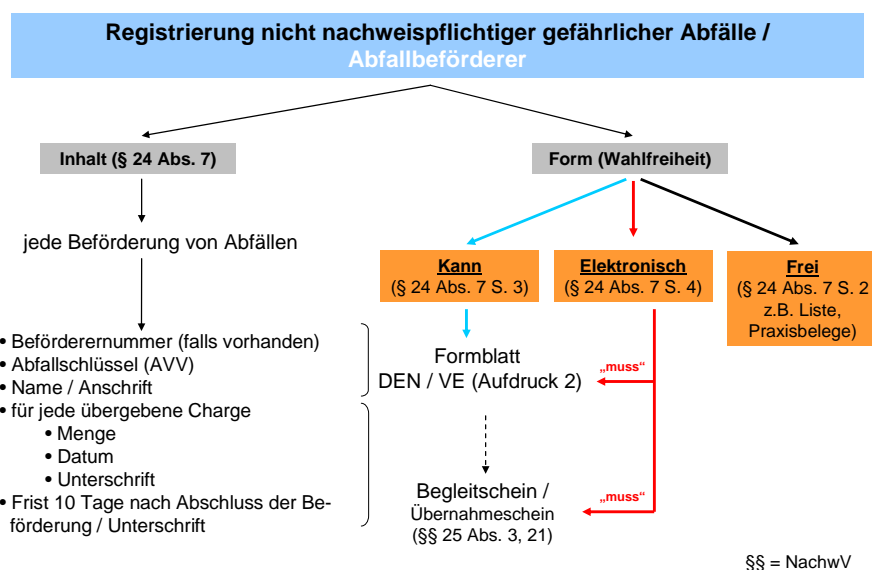 Registrierung nicht nachweispflichtiger gefährlicher Abfälle /
Abfallbeförderer
Inhalt (§ 24 Abs. 7)
Form (Wahlfreiheit)
jede Beförderung von Abfällen
Kann
(§ 24 Abs. 7 S. 3)
Elektronisch
(§ 24 Abs. 7 S. 4)
Frei
(§ 24 Abs. 7 S. 2
z.B. Liste,
Praxisbelege)
• Beförderernummer (falls vorhanden)
• Abfallschlüssel (AVV)
• Name / Anschrift
• für jede übergebene Charge
• Menge
• Datum
• Unterschrift
• Frist 10 Tage nach Abschluss der Be-
förderung / Unterschrift
Formblatt
DEN / VE (Aufdruck 2)
„muss“
Begleitschein /
Übernahmeschein
(§§ 25 Abs. 3, 21)
„muss“
§§ = NachwV